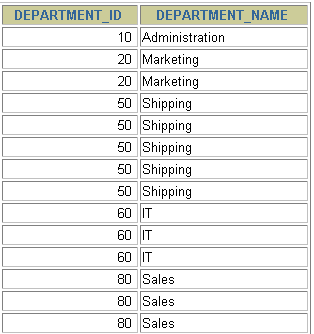 DEPARTMENT_ID DEPARTMENT_NAME
10 Administration
20 Marketing
20 Marketing
50 Shipping
50 Shipping
50 Shipping
50 Shipping
50 Shipping
60 IT
60 IT
60 IT
80 Sales
80 Sales
80 Sales